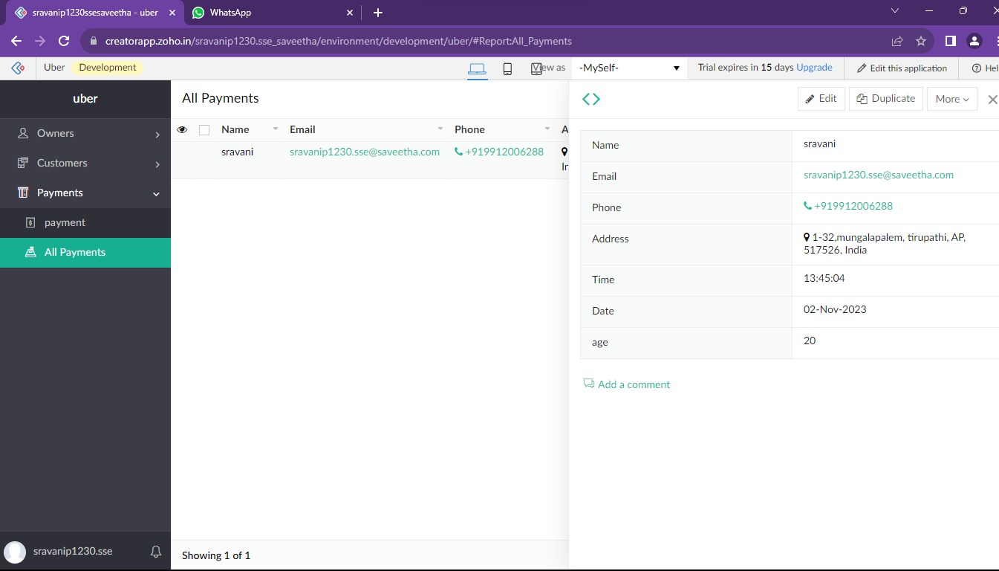 sravanip1230ssesaveetha - uber
WhatsApp
creatorapp.zoho.in/sravanip1230.sse_saveetha/environment/development/uber/#Report:All_Payments
Uber Development View as -MySelf- Trial expires in 15 days Upgrade Edit this application Hel
uber
Owners
Customers
Payments
payment
All Payments
sravanip1230.sse
All Payments
Name Email Phone A
sravani sravanip1230.sse@saveetha.com +919912006288
In
Showing 1 of 1
Edit Duplicate More
Name sravani
Email sravanip1230.sse@saveetha.com
Phone +919912006288
Address 1-32,mungalapalem, tirupathi, AP,
517526, India
Time 13:45:04
Date 02-Nov-2023
age 20
Add a comment